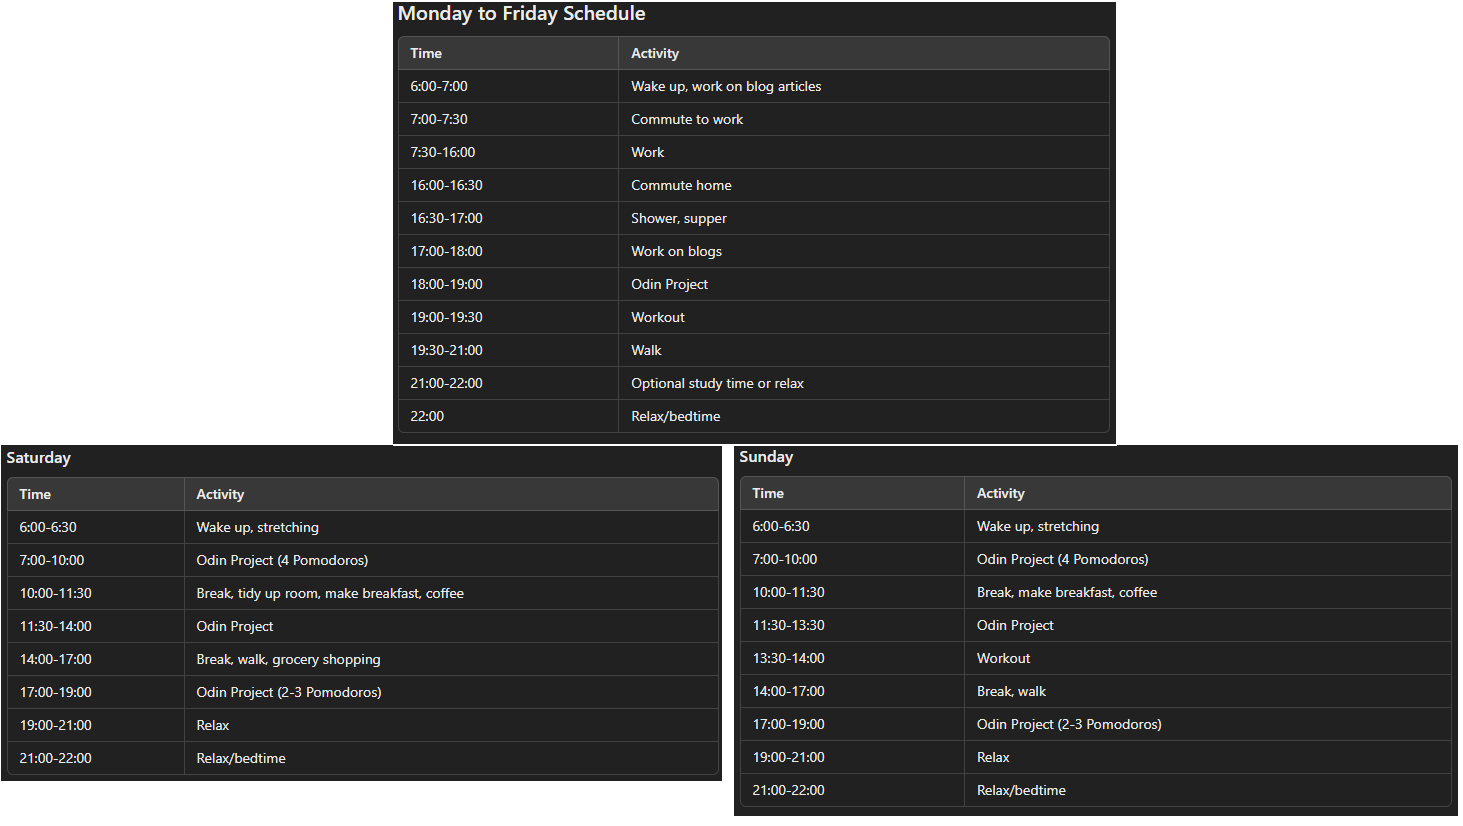 Monday to Friday Schedule
Time Activity
6:00-7:00 Wake up, work on blog articles
7:00-7:30 Commute to work
7:30-16:00 Work
16:00-16:30 Commute home
16:30-17:00 Shower, supper
17:00-18:00 Work on blogs
18:00-19:00 Odin Project
19:00-19:30 Workout
19:30-21:00 Walk
21:00-22:00 Optional study time or relax
22:00 Relax/bedtime
Saturday
Time Activity
6:00-6:30 Wake up, stretching
7:00-10:00 Odin Project (4 Pomodoros)
10:00-11:30 Break, tidy up room, make breakfast, coffee
11:30-14:00 Odin Project
14:00-17:00 Break, walk, grocery shopping
17:00-19:00 Odin Project (2-3 Pomodoros)
19:00-21:00 Relax
21:00-22:00 Relax/bedtime
Sunday
Time Activity
6:00-6:30 Wake up, stretching
7:00-10:00 Odin Project (4 Pomodoros)
10:00-11:30 Break, make breakfast, coffee
11:30-13:30 Odin Project
13:30-14:00 Workout
14:00-17:00 Break, walk
17:00-19:00 Odin Project (2-3 Pomodoros)
19:00-21:00 Relax
21:00-22:00 Relax/bedtime